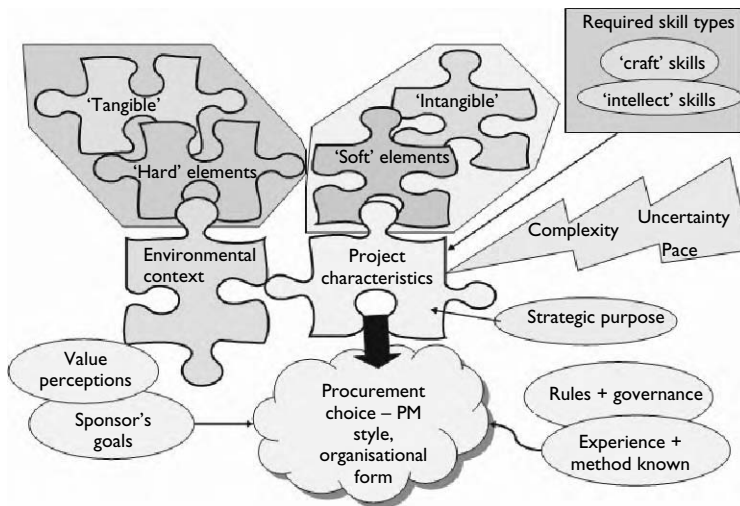 Required skill types
'craft' skills
'intellect' skills
'Tangible'
'Intangible'
'Hard' elements
'Soft' elements
Complexity
Uncertainty
Pace
Environmental
context
Project
characteristics
Strategic purpose
Value
perceptions
Sponsor's
goals
Procurement
choice – PM
style,
organisational
form
Rules + governance
Experience +
method known